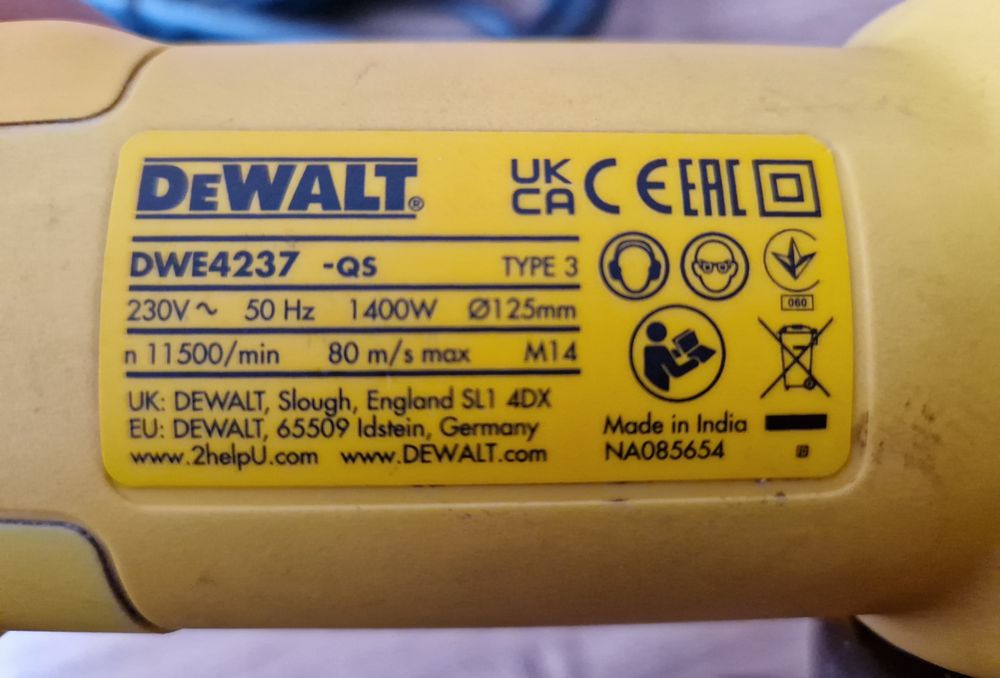 DEWALT®
UK CA CE EAC
DWE4237 -QS TYPE 3
230V ~ 50 Hz 1400W Ø125mm
n 11500/min 80 m/s max M14
060
UK: DEWALT, Slough, England SL1 4DX
EU: DEWALT, 65509 Idstein, Germany
www.2helpU.com www.DEWALT.com
Made in India
NA085654